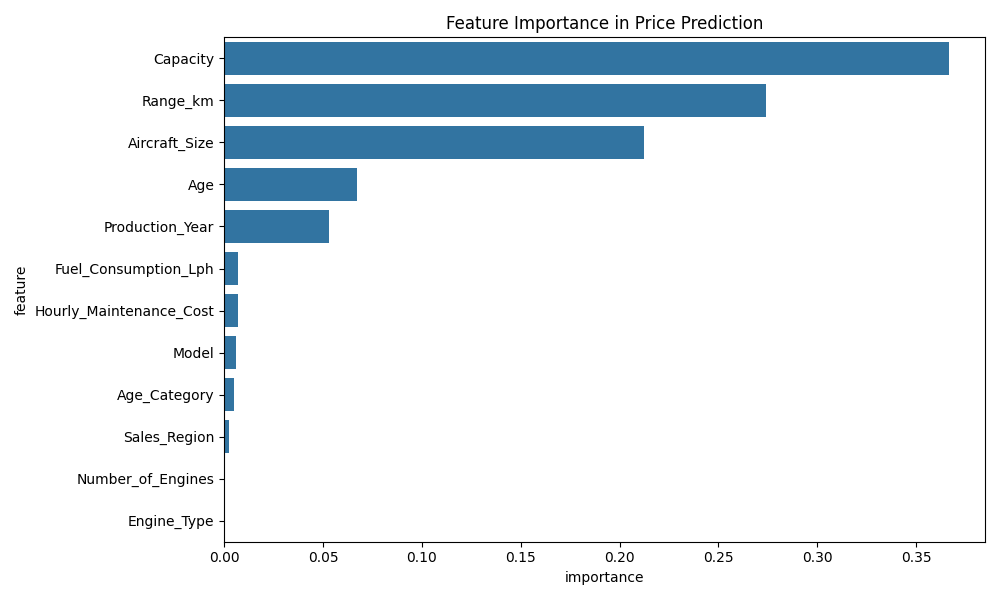 Feature Importance in Price Prediction
Capacity
Range_km
Aircraft_Size
Age
Production_Year
Fuel_Consumption_Lph
Hourly_Maintenance_Cost
Model
Age_Category
Sales_Region
Number_of_Engines
Engine_Type
feature
0.00 0.05 0.10 0.15 0.20 0.25 0.30 0.35
importance